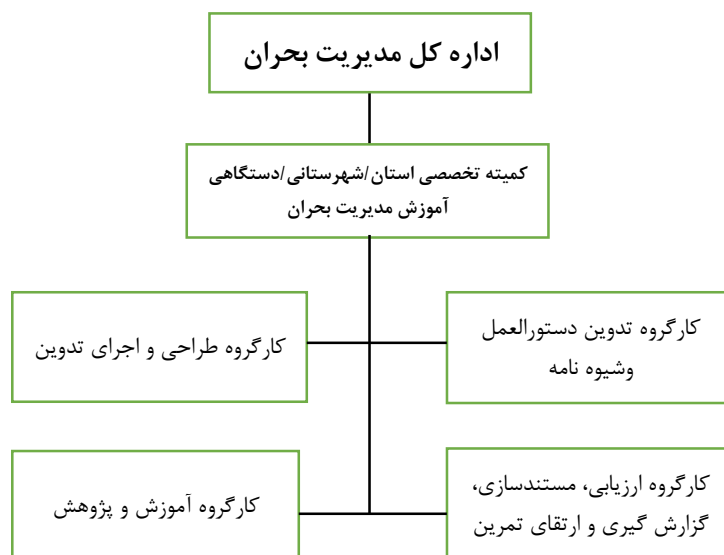 اداره کل مدیریت بحران
کمیته تخصصی استان/شهرستانی/دستگاهی
آموزش مدیریت بحران
کارگروه تدوین دستورالعمل
وشیوه نامه
کارگروه طراحی و اجرای تدوین
کارگروه ارزیابی، مستندسازی،
گزارش گیری و ارتقای تمرین
کارگروه آموزش و پژوهش